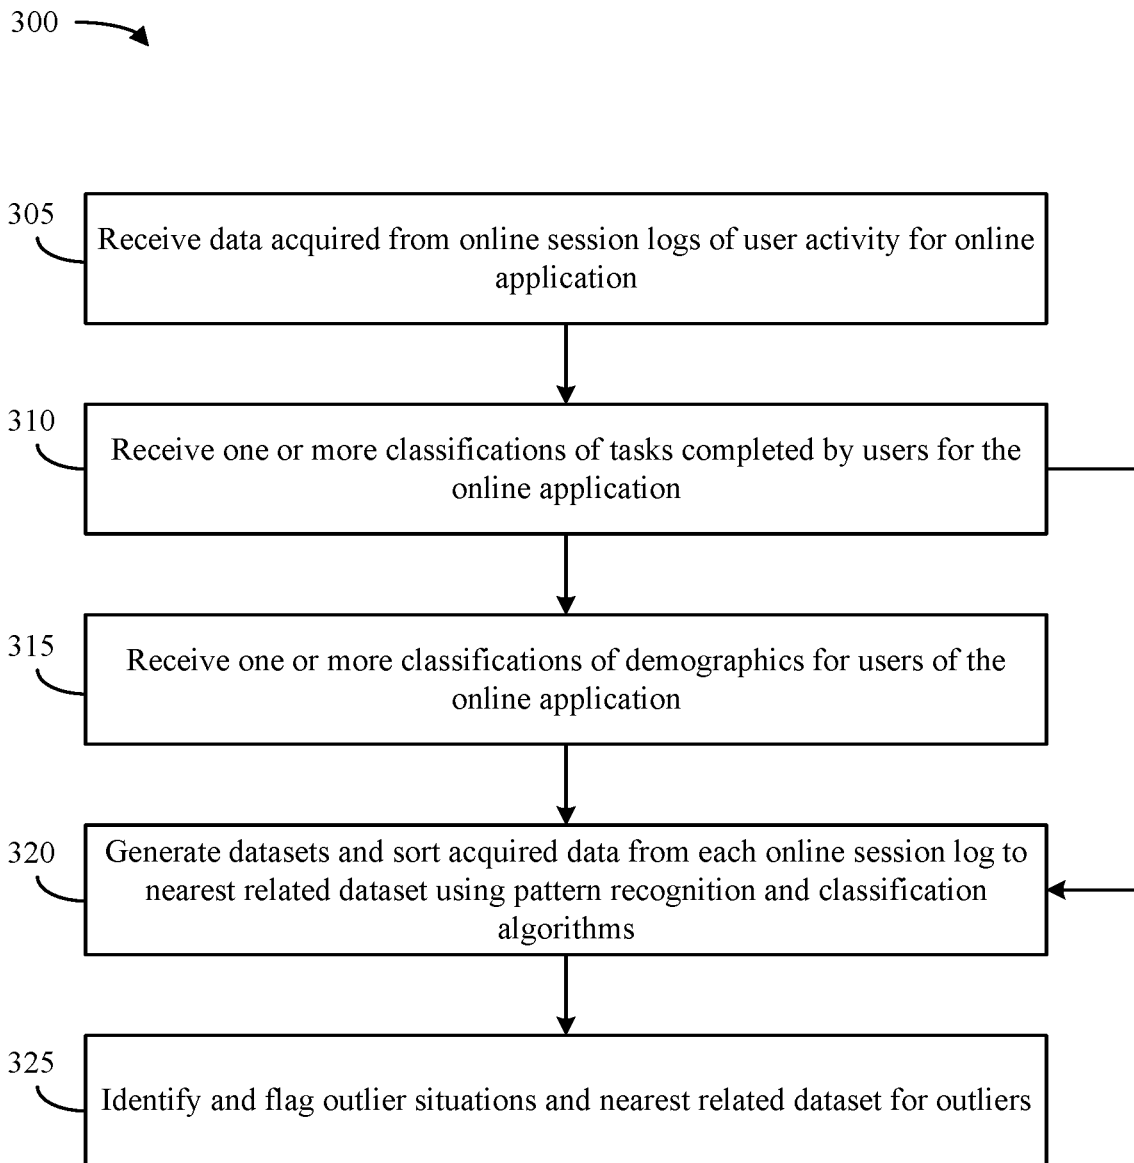 300
305
Receive data acquired from online session logs of user activity for online
application
310
Receive one or more classifications of tasks completed by users for the
online application
315
Receive one or more classifications of demographics for users of the
online application
320
Generate datasets and sort acquired data from each online session log to
nearest related dataset using pattern recognition and classification
algorithms
325
Identify and flag outlier situations and nearest related dataset for outliers